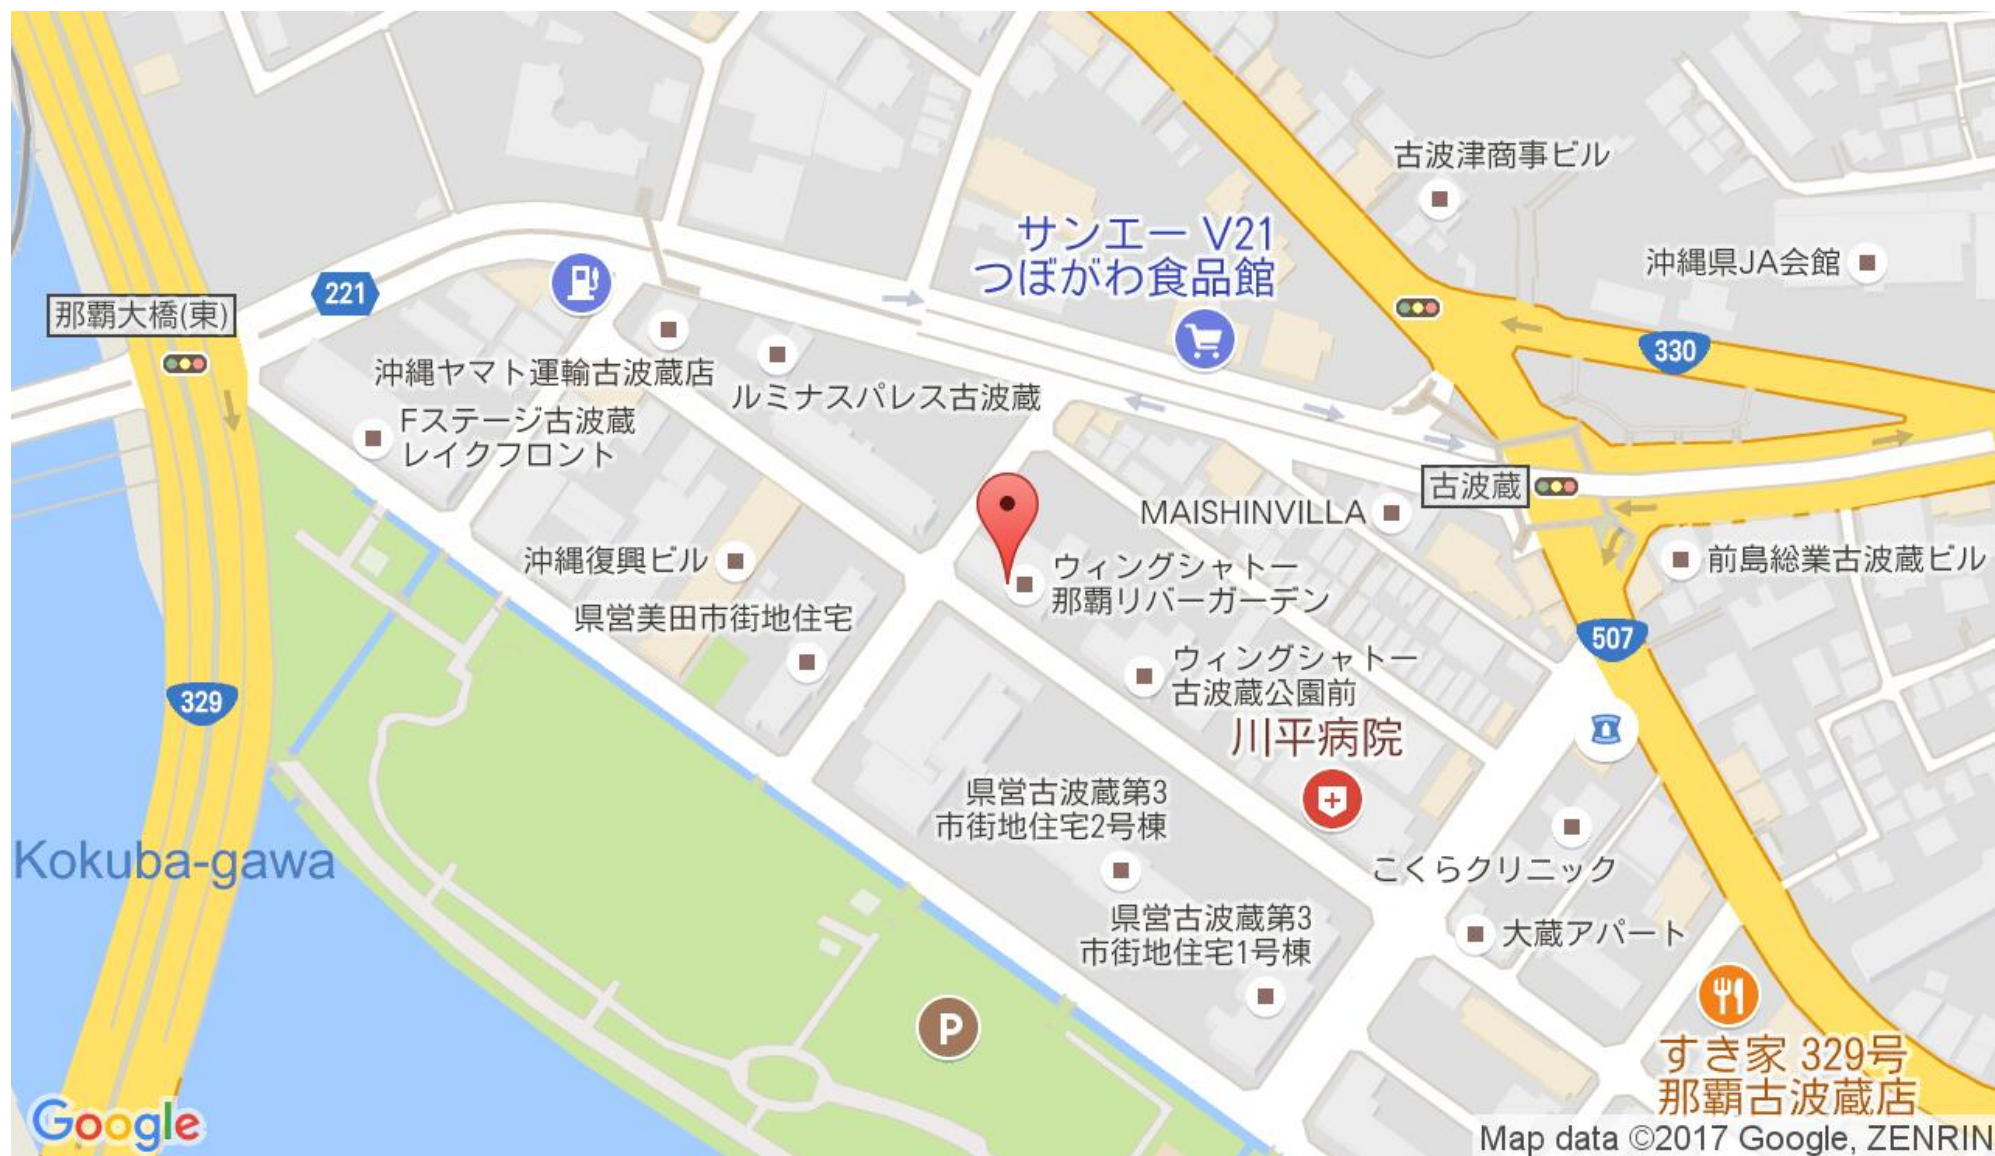 古波津商事ビル
サンエー V21
つぼがわ食品館
沖縄県JA会館
221
那覇大橋(東)
330
沖縄ヤマト運輸古波蔵店
ルミナスパレス古波蔵
Fステージ古波蔵
レイクフロント
古波蔵
MAISHINVILLA
沖縄復興ビル
ウィングシャトー
那覇リバーガーデン
前島総業古波蔵ビル
県営美田市街地住宅
507
ウィングシャトー
古波蔵公園前
329
川平病院
県営古波蔵第3
市街地住宅2号棟
Kokuba-gawa
こくらクリニック
県営古波蔵第3
市街地住宅1号棟
大蔵アパート
P
すき家 329号
那覇古波蔵店
Google
Map data ©2017 Google, ZENRIN